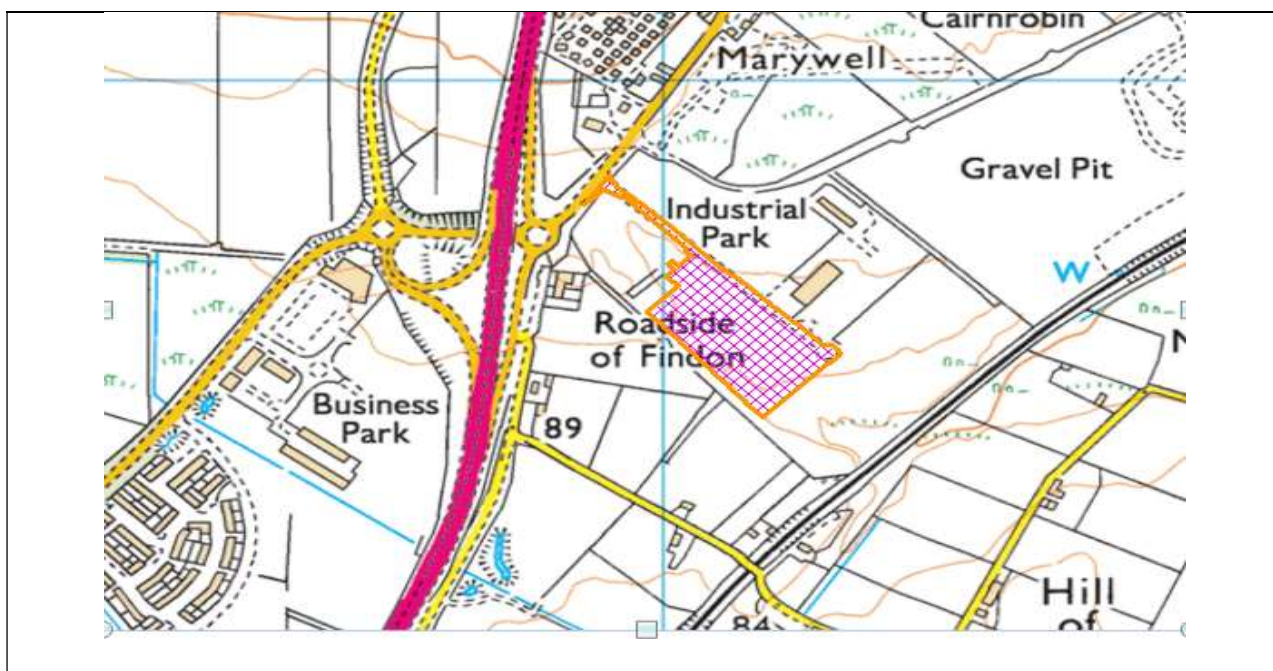 Cairnrobin
Marywell
Gravel Pit
Industrial
Park
W
Roadside
of Findon
N
Business
Park
89
Hill
of
84